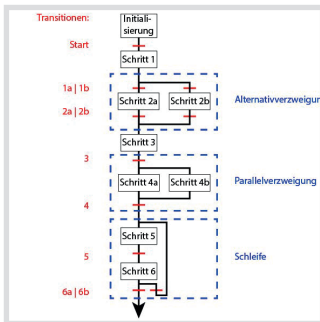 Transitionen:
Initiali-
sierung
Start
Schritt 1
1a | 1b
Schritt 2a
Schritt 2b
Alternativverzweigung
2a | 2b
Schritt 3
3
Schritt 4a
Schritt 4b
Parallelverzweigung
4
Schritt 5
5
Schleife
Schritt 6
6a | 6b